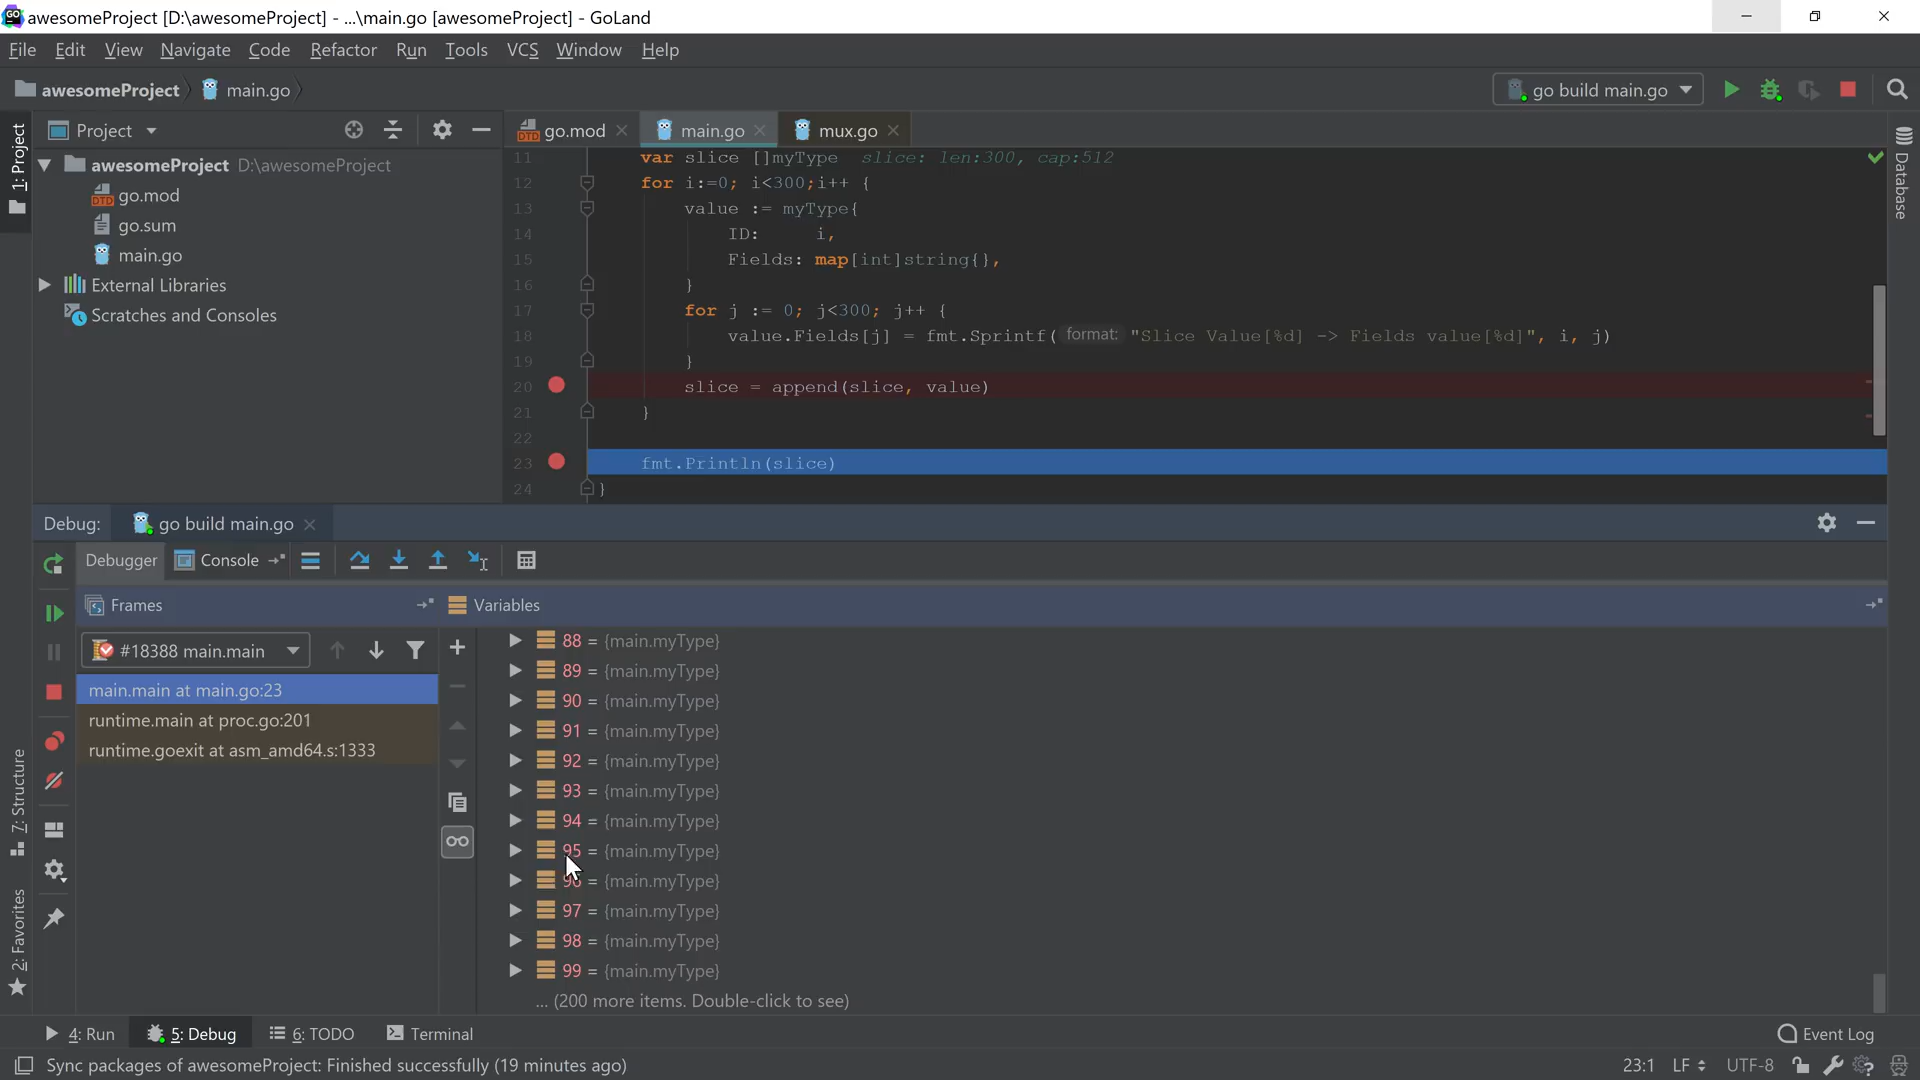 awesomeProject [D:\awesomeProject] - ...\main.go [awesomeProject] - GoLand
File Edit View Navigate Code Refactor Run Tools VCS Window Help
awesomeProject main.go go build main.go
1: Project
Project
awesomeProject D:\awesomeProject
go.mod
go.sum
main.go
External Libraries
Scratches and Consoles
go.mod main.go mux.go
11 var slice []myType slice: len:300, cap:512
12 for i:=0; i<300;i++ {
13 value := myType{
14 ID: i,
15 Fields: map[int]string{},
16 }
17 for j := 0; j<300; j++ {
18 value.Fields[j] = fmt.Sprintf( format: "Slice Value[%d] -> Fields value[%d]", i, j)
19 }
20 slice = append(slice, value)
21 }
22
23 fmt.Println(slice)
24 }
Database
Debug: go build main.go
Debugger Console
Frames Variables
#18388 main.main
main.main at main.go:23
runtime.main at proc.go:201
runtime.goexit at asm_amd64.s:1333
88 = {main.myType}
89 = {main.myType}
90 = {main.myType}
91 = {main.myType}
92 = {main.myType}
93 = {main.myType}
94 = {main.myType}
95 = {main.myType}
96 = {main.myType}
97 = {main.myType}
98 = {main.myType}
99 = {main.myType}
... (200 more items. Double-click to see)
7: Structure
2: Favorites
4: Run 5: Debug 6: TODO Terminal Event Log
Sync packages of awesomeProject: Finished successfully (19 minutes ago) 23:1 LF UTF-8